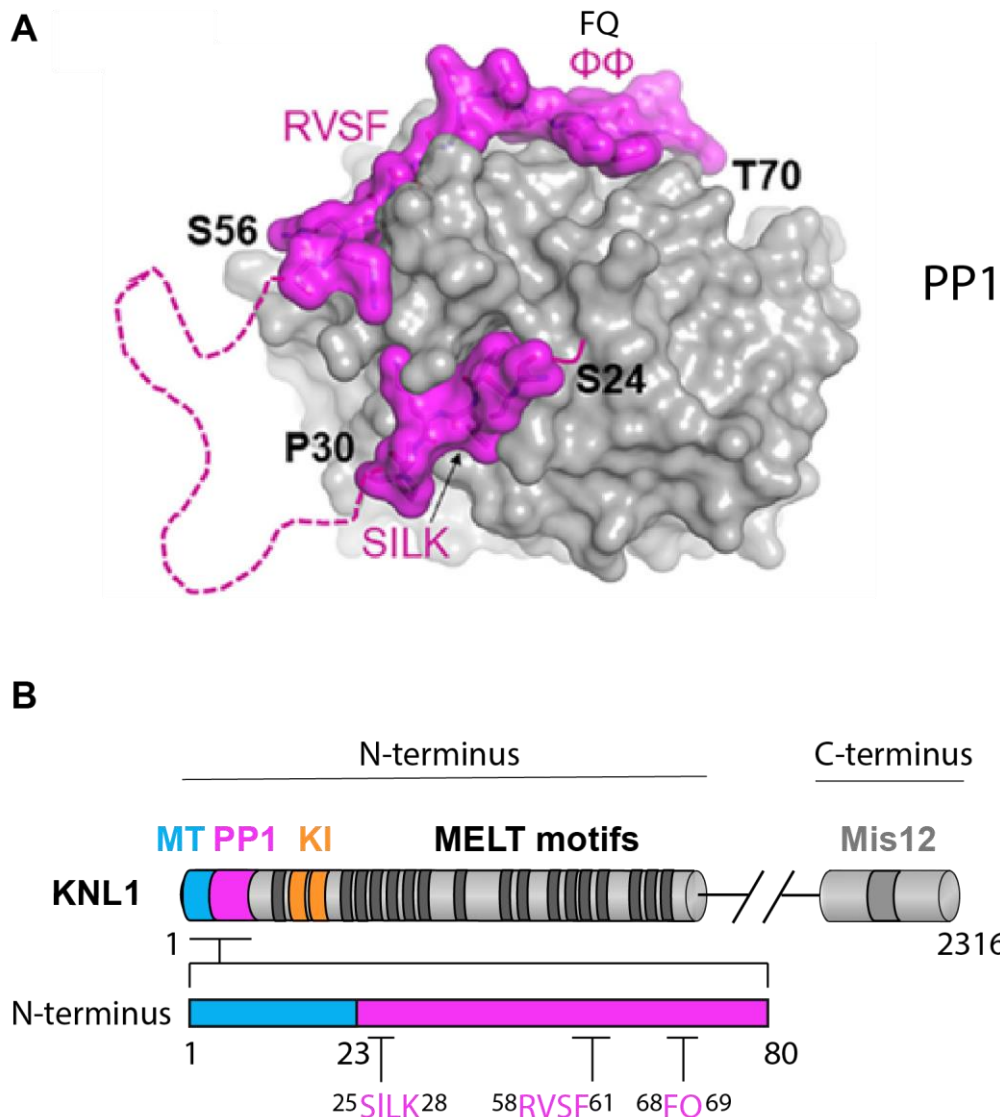 A
FQ
ΦΦ
RVSF
T70
S56
PP1
S24
P30
SILK
B
N-terminus C-terminus
MT PP1 KI MELT motifs Mis12
KNL1
1 2316
N-terminus
1 23 80
25SILK28 58RVSF61 68FQ69